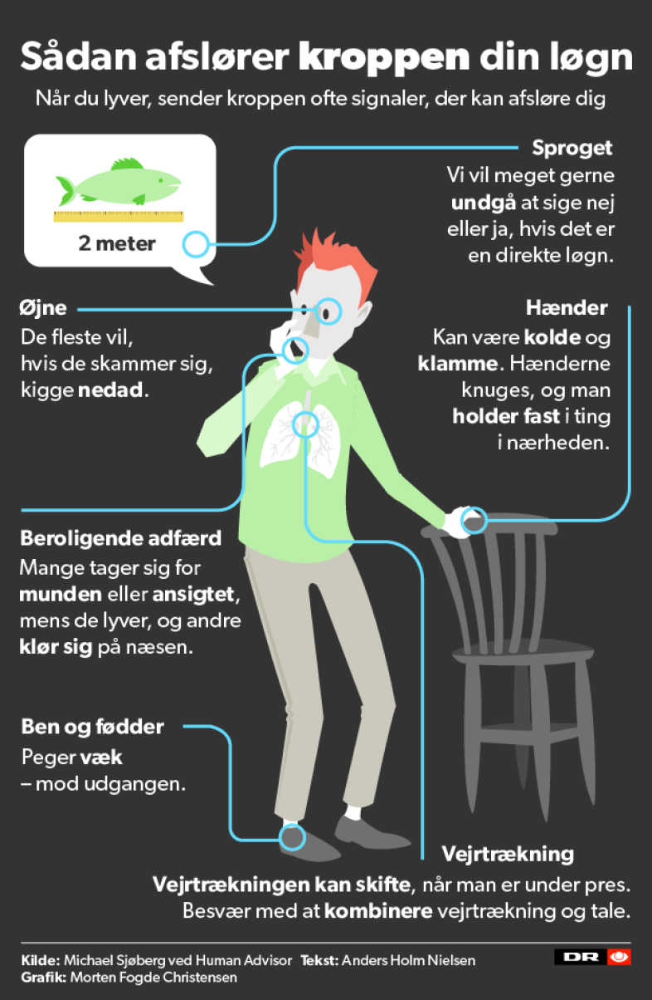 Sådan afslører kroppen din løgn
Når du lyver, sender kroppen ofte signaler, der kan afsløre dig
2 meter
Sproget
Vi vil meget gerne
undgå at sige nej
eller ja, hvis det er
en direkte løgn.
Øjne
De fleste vil,
hvis de skammer sig,
kigge nedad.
Hænder
Kan være kolde og
klamme. Hænderne
knuges, og man
holder fast i ting
i nærheden.
Beroligende adfærd
Mange tager sig for
munden eller ansigtet,
mens de lyver, og andre
klør sig på næsen.
Ben og fødder
Peger væk
– mod udgangen.
Vejrtrækning
Vejrtrækningen kan skifte, når man er under pres.
Besvær med at kombinere vejrtrækning og tale.
Kilde: Michael Sjøberg ved Human Advisor Tekst: Anders Holm Nielsen
Grafik: Morten Fogde Christensen
DR